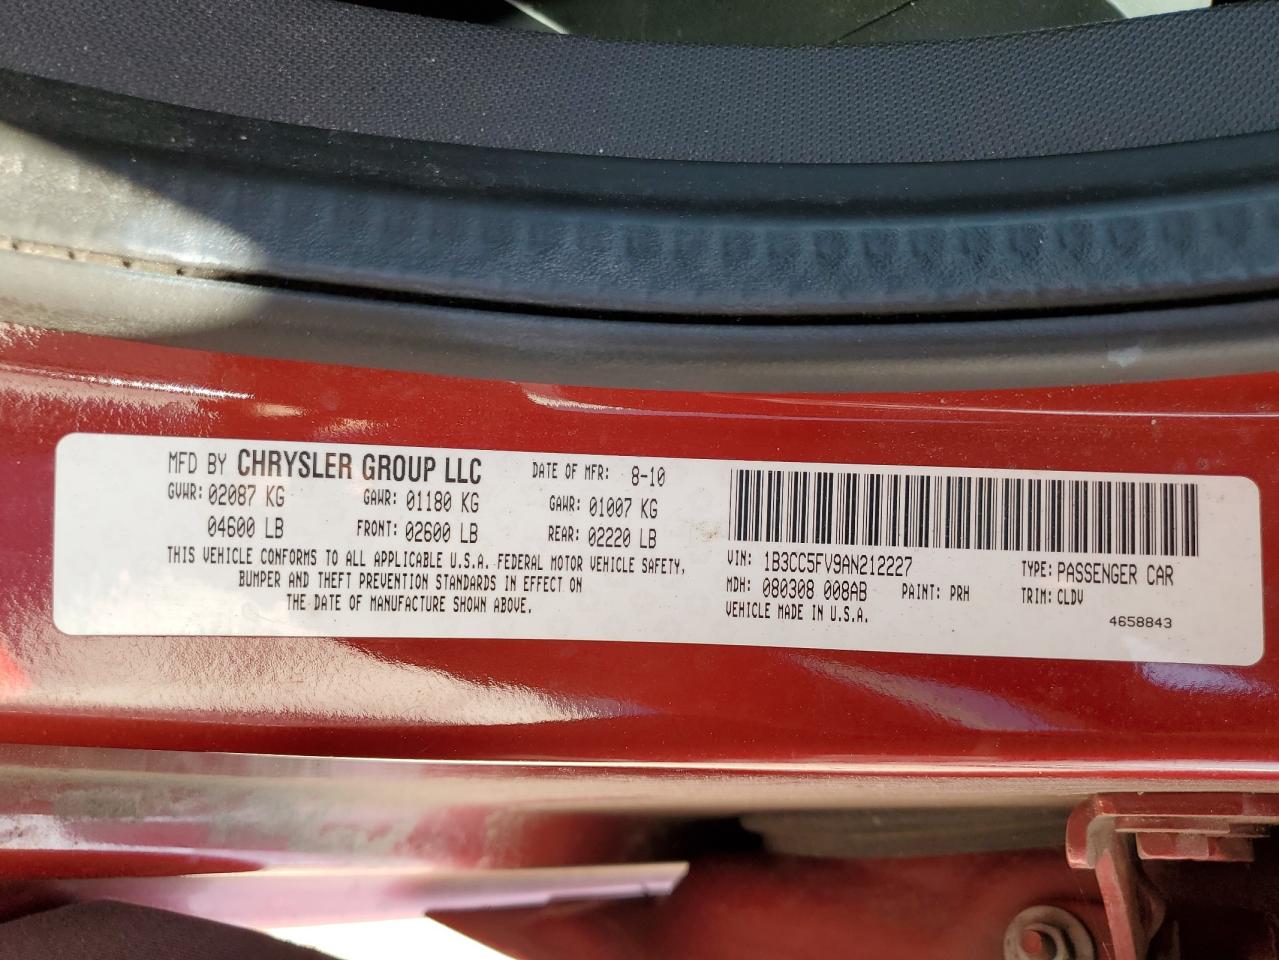 MFD BY CHRYSLER GROUP LLC DATE OF MFR: 8-10
GVWR: 02087 KG GAWR: 01180 KG GAWR: 01007 KG
04600 LB FRONT: 02600 LB REAR: 02220 LB
THIS VEHICLE CONFORMS TO ALL APPLICABLE U.S.A. FEDERAL MOTOR VEHICLE SAFETY,
BUMPER AND THEFT PREVENTION STANDARDS IN EFFECT ON
THE DATE OF MANUFACTURE SHOWN ABOVE.
VIN: 1B3CC5FV9AN212227 TYPE: PASSENGER CAR
MDH: 080308 008AB PAINT: PRH TRIM: CLDV
VEHICLE MADE IN U.S.A. 4658843